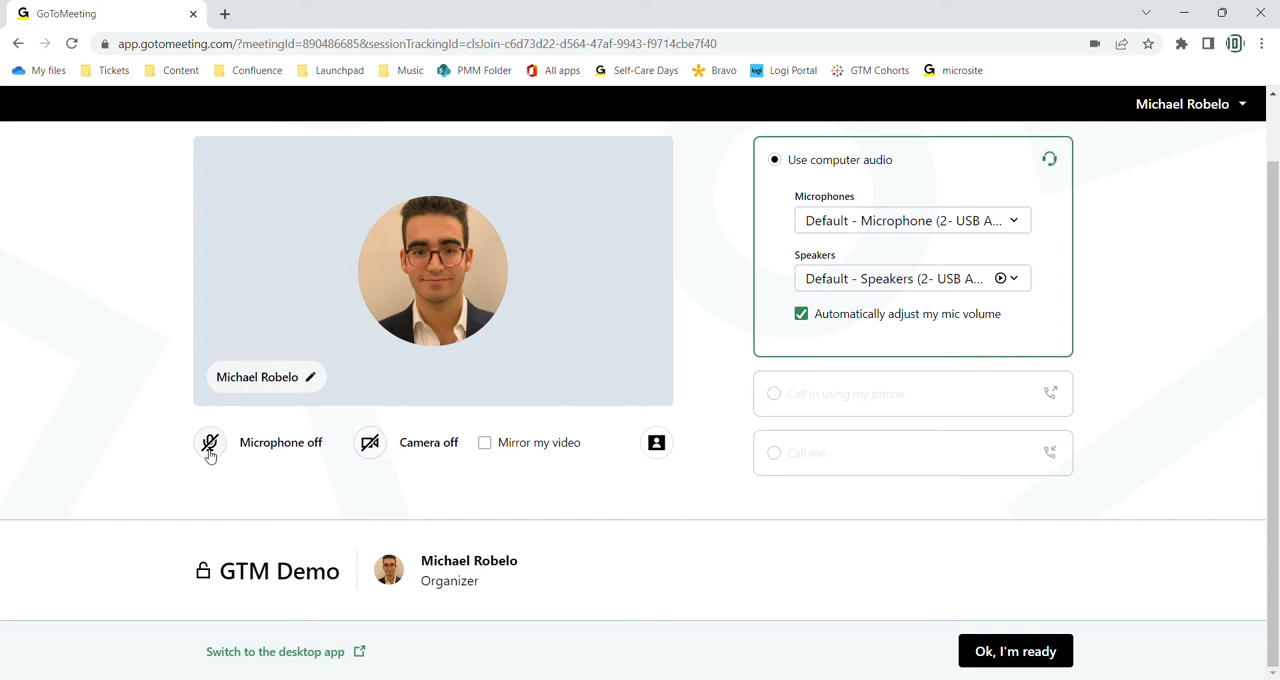 GoToMeeting
app.gotomeeting.com/?meetingId=890486685&sessionTrackingId=clsJoin-c6d73d22-d564-47af-9943-f9714cbe7f40
My files Tickets Content Confluence Launchpad Music PMM Folder All apps Self-Care Days Bravo logi Logi Portal GTM Cohorts microsite
Michael Robelo
Michael Robelo
Microphone off Camera off Mirror my video
Use computer audio
Microphones
Default - Microphone (2- USB A...
Speakers
Default - Speakers (2- USB A...
Automatically adjust my mic volume
Call in using my phone
Call me
GTM Demo
Michael Robelo
Organizer
Switch to the desktop app
Ok, I'm ready